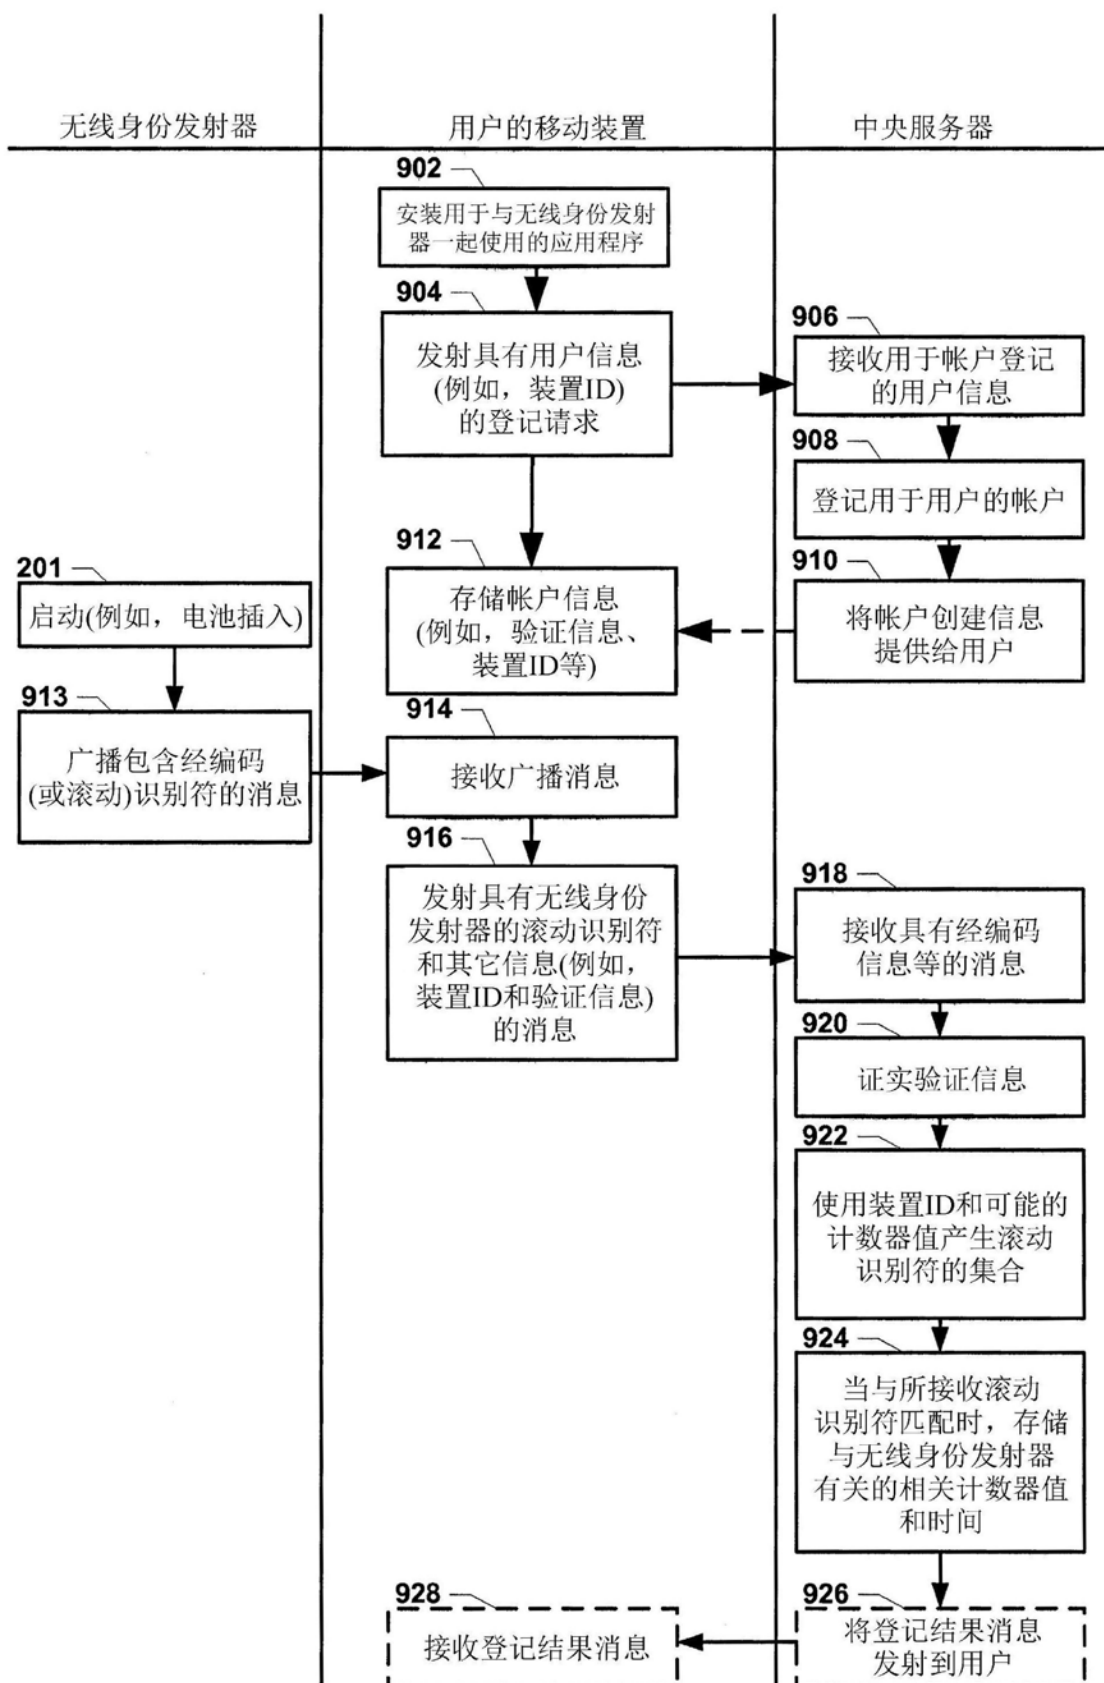 无线身份发射器
用户的移动装置
中央服务器
902
安装用于与无线身份发射
器一起使用的应用程序
904
发射具有用户信息
(例如，装置ID)
的登记请求
906
接收用于帐户登记
的用户信息
908
登记用于用户的帐户
910
将帐户创建信息
提供给用户
912
存储帐户信息
(例如，验证信息、
装置ID等)
201
启动(例如，电池插入)
913
广播包含经编码
(或滚动)识别符的消息
914
接收广播消息
916
发射具有无线身份
发射器的滚动识别符
和其它信息(例如，
装置ID和验证信息)
的消息
918
接收具有经编码
信息等的消息
920
证实验证信息
922
使用装置ID和可能的
计数器值产生滚动
识别符的集合
924
当与所接收滚动
识别符匹配时，存储
与无线身份发射器
有关的相关计数器值
和时间
926
将登记结果消息
发射到用户
928
接收登记结果消息